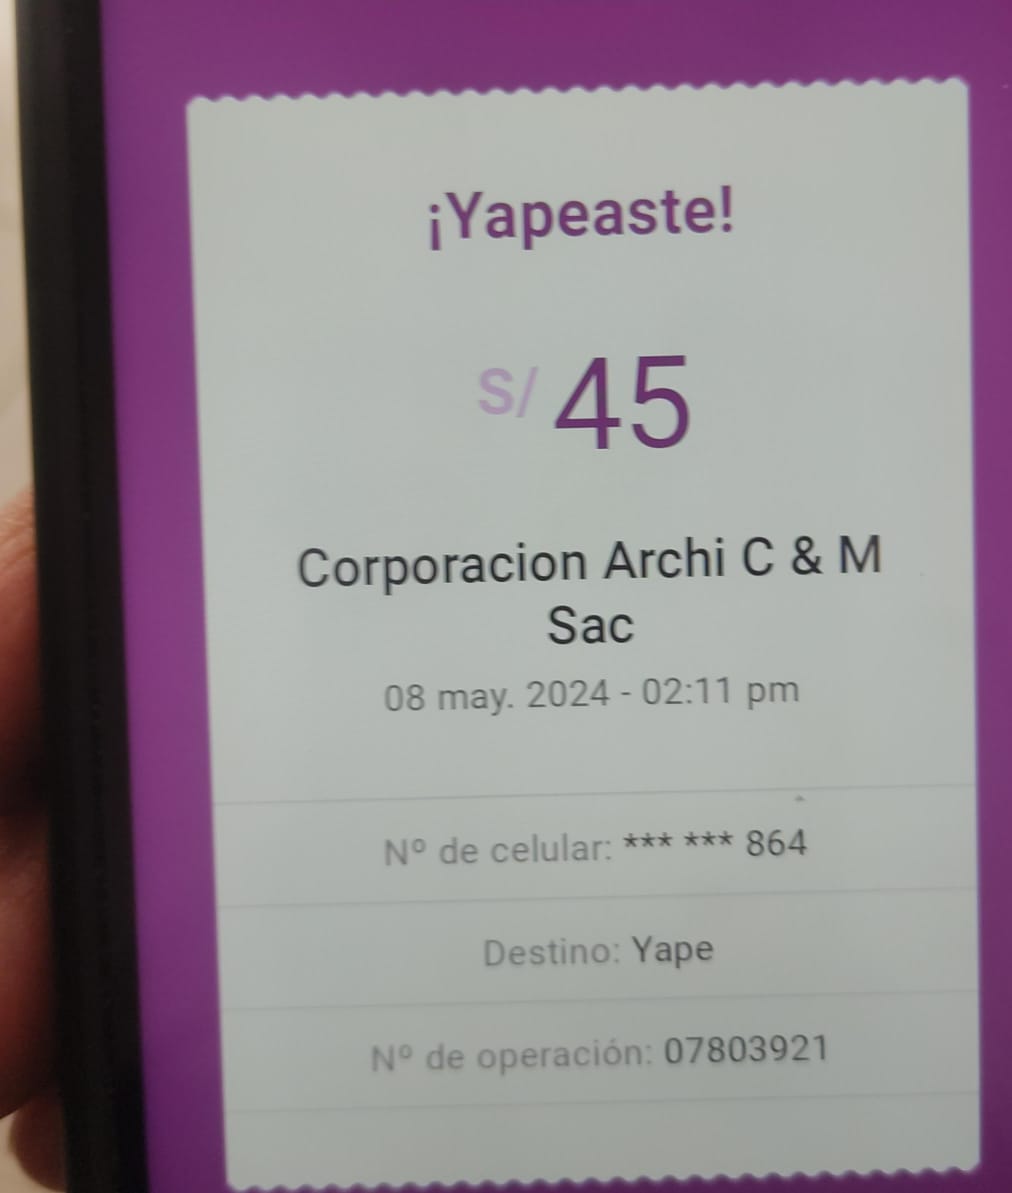 ¡Yapeaste!
S/ 45
Corporacion Archi C & M
Sac
08 may. 2024 - 02:11 pm
Nº de celular: *** *** 864
Destino: Yape
Nº de operación: 07803921